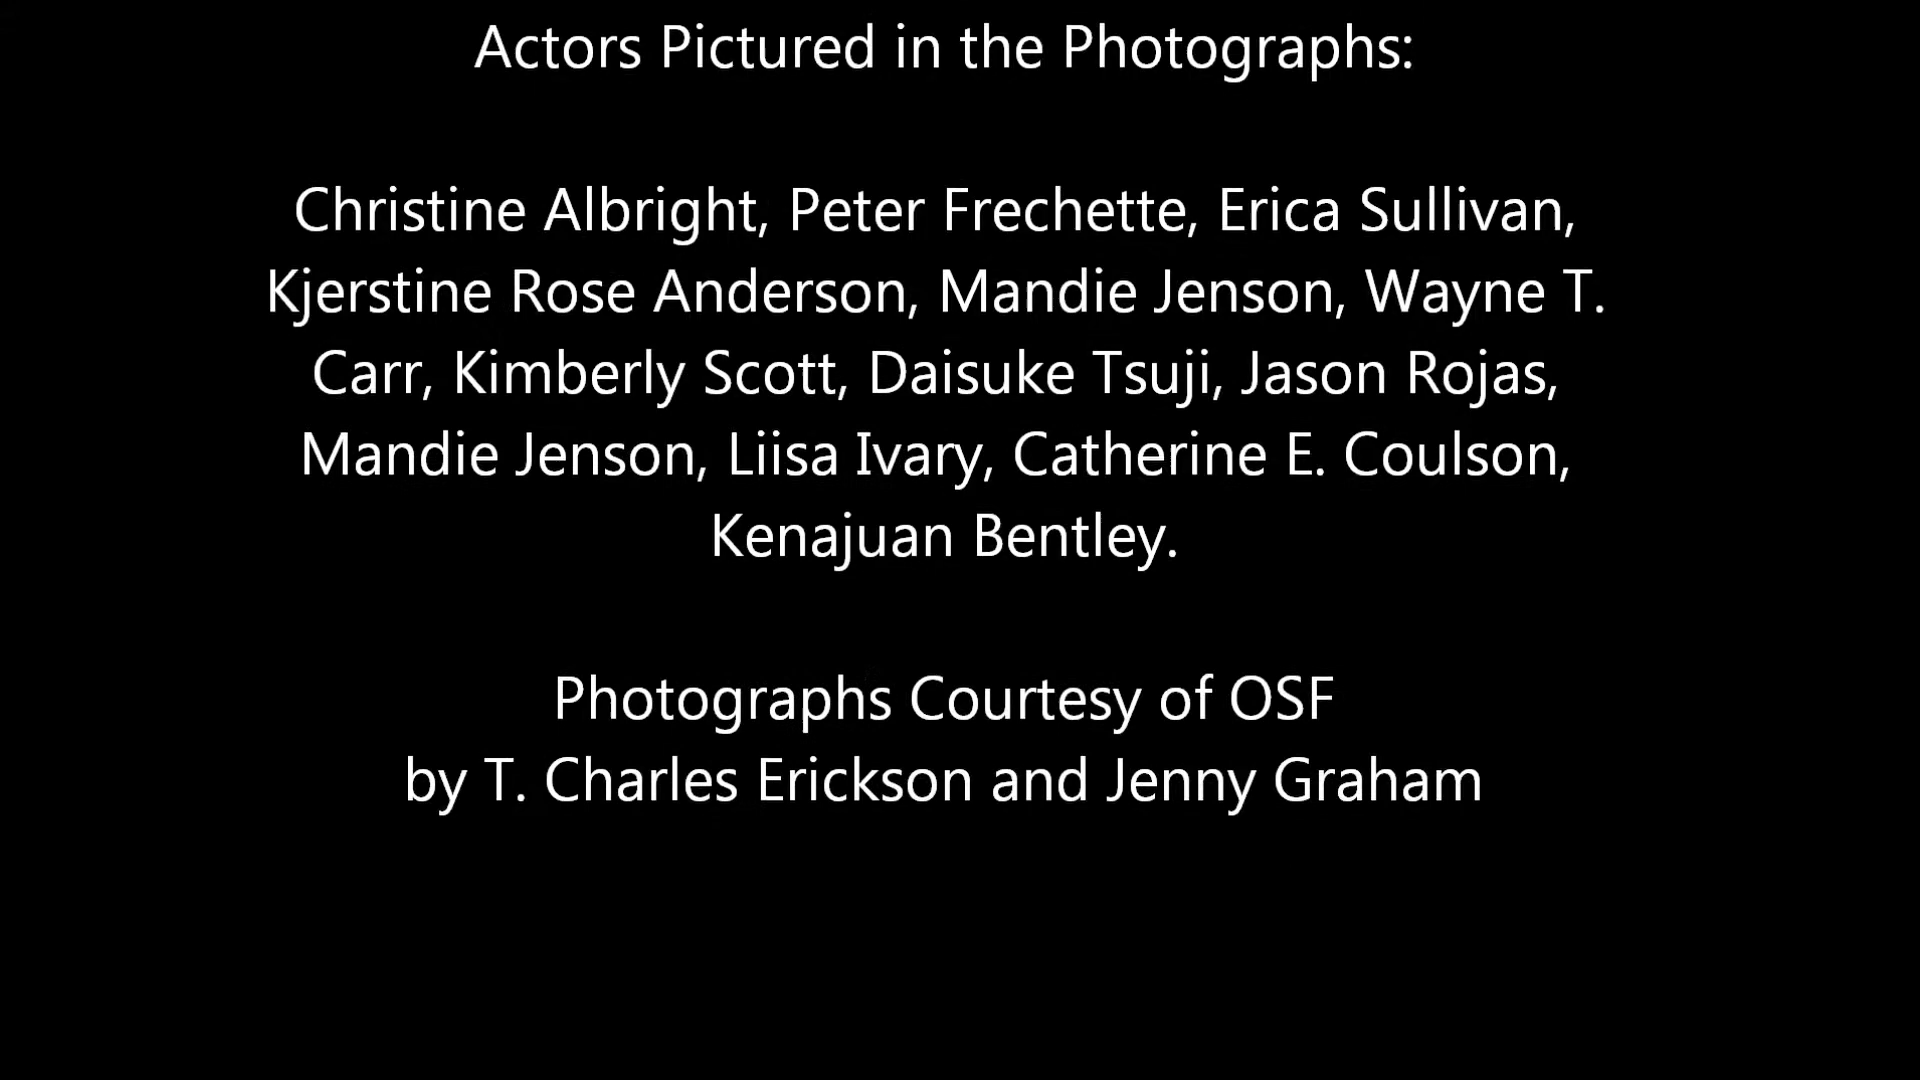 Actors Pictured in the Photographs:
Christine Albright, Peter Frechette, Erica Sullivan,
Kjerstine Rose Anderson, Mandie Jenson, Wayne T.
Carr, Kimberly Scott, Daisuke Tsuji, Jason Rojas,
Mandie Jenson, Liisa Ivary, Catherine E. Coulson,
Kenajuan Bentley.
Photographs Courtesy of OSF
by T. Charles Erickson and Jenny Graham